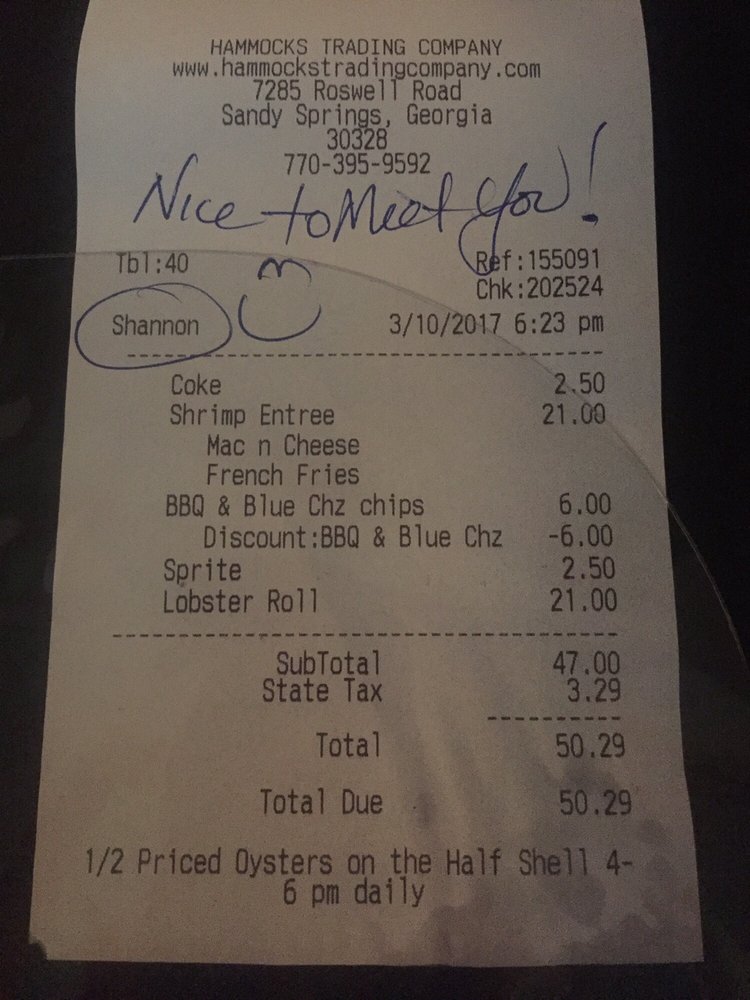 HAMMOCKS TRADING COMPANY
www.hammockstradingcompany.com
7285 Roswell Road
Sandy Springs, Georgia
30328
770-395-9592
Nice to Meet You!
Tbl:40 Ref:155091
Chk:202524
Shannon 3/10/2017 6:23 pm
Coke 2.50
Shrimp Entree 21.00
Mac n Cheese
French Fries
BBQ & Blue Chz chips 6.00
Discount:BBQ & Blue Chz -6.00
Sprite 2.50
Lobster Roll 21.00
SubTotal 47.00
State Tax 3.29
Total 50.29
Total Due 50.29
1/2 Priced Oysters on the Half Shell 4-
6 pm daily